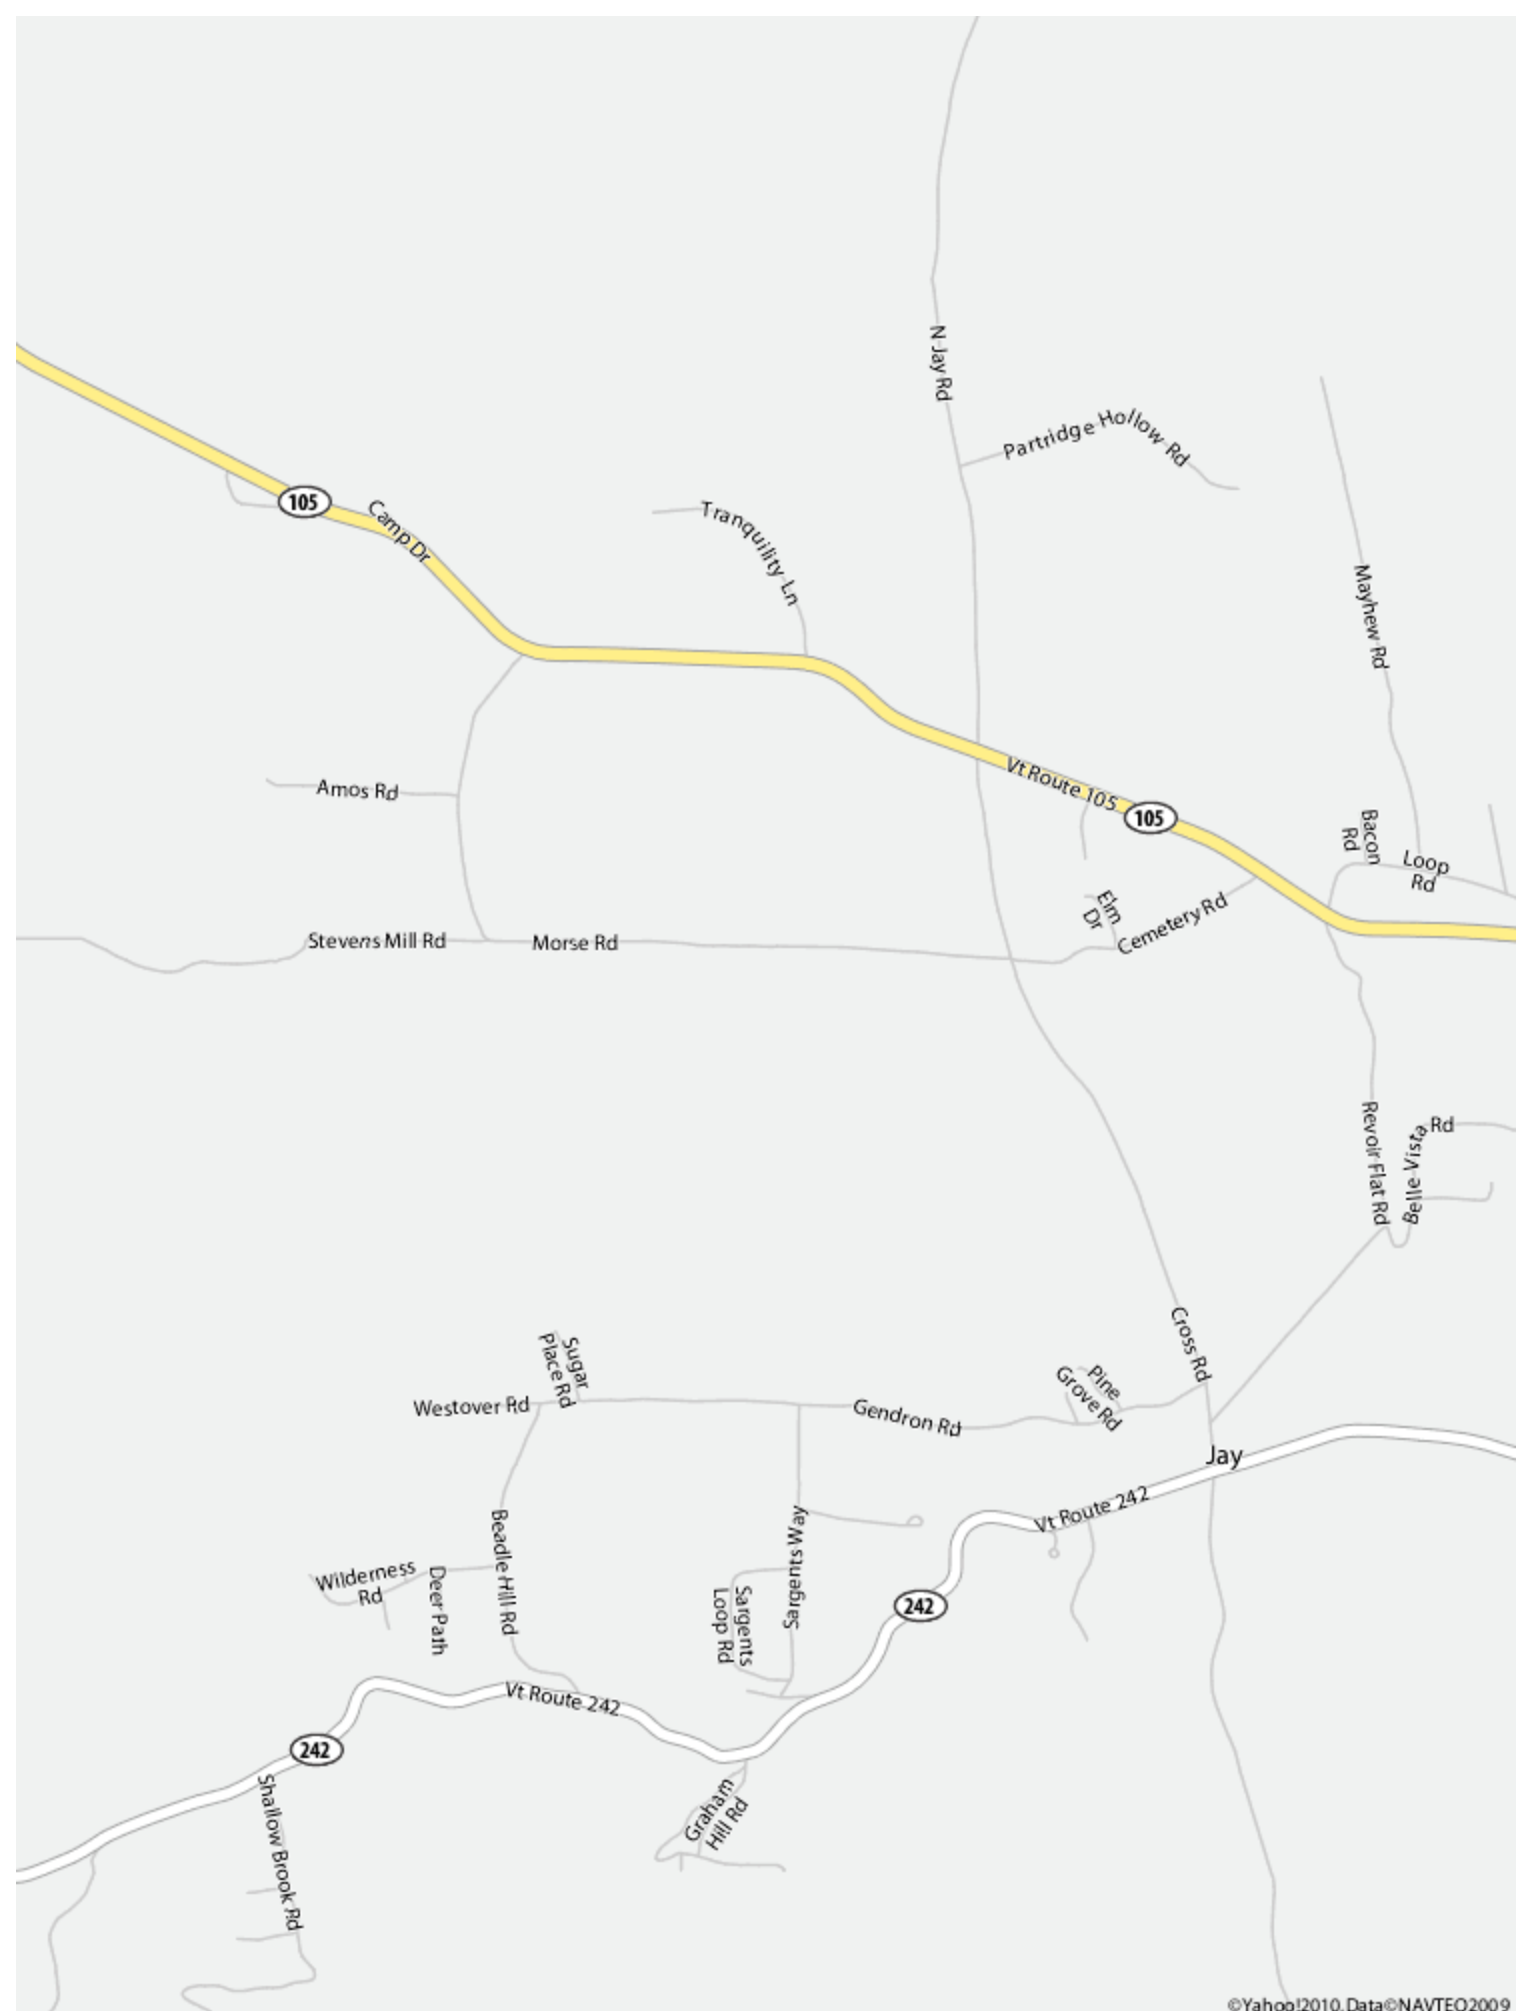 N Jay Rd
Partridge Hollow Rd
105
Camp Dr
Tranquility Ln
Mayhew Rd
Vt Route 105
Amos Rd
105
Bacon
Rd
Loop
Rd
Elm
Dr
Cemetery Rd
Stevens Mill Rd
Morse Rd
Revoir Flat Rd
Belle Vista Rd
Cross Rd
Sugar
Place Rd
Pine
Grove Rd
Westover Rd
Gendron Rd
Jay
Vt Route 242
Beadle Hill Rd
Sargents Way
Wilderness
Rd
Deer Path
Sargents
Loop Rd
242
Vt Route 242
242
Shallow Brook Rd
Graham
Hill Rd
©Yahoo!2010, Data©NAVTEQ2009